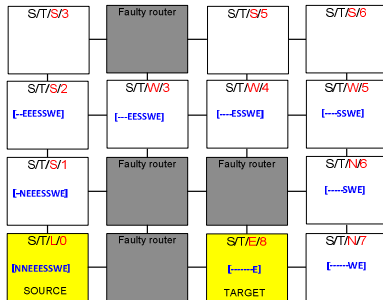 S/T/S/3 Faulty router S/T/S/5 S/T/S/6
S/T/S/2 S/T/W/3 S/T/W/4 S/T/W/5
[--EEESSWE] [---EESSWE] [----ESSWE] [----SSWE]
S/T/S/1 Faulty router Faulty router S/T/N/6
[-NEEESSWE] [-----SWE]
S/T/L/0 Faulty router S/T/E/8 S/T/N/7
[NNEEESSWE] [-------E] [------WE]
SOURCE TARGET